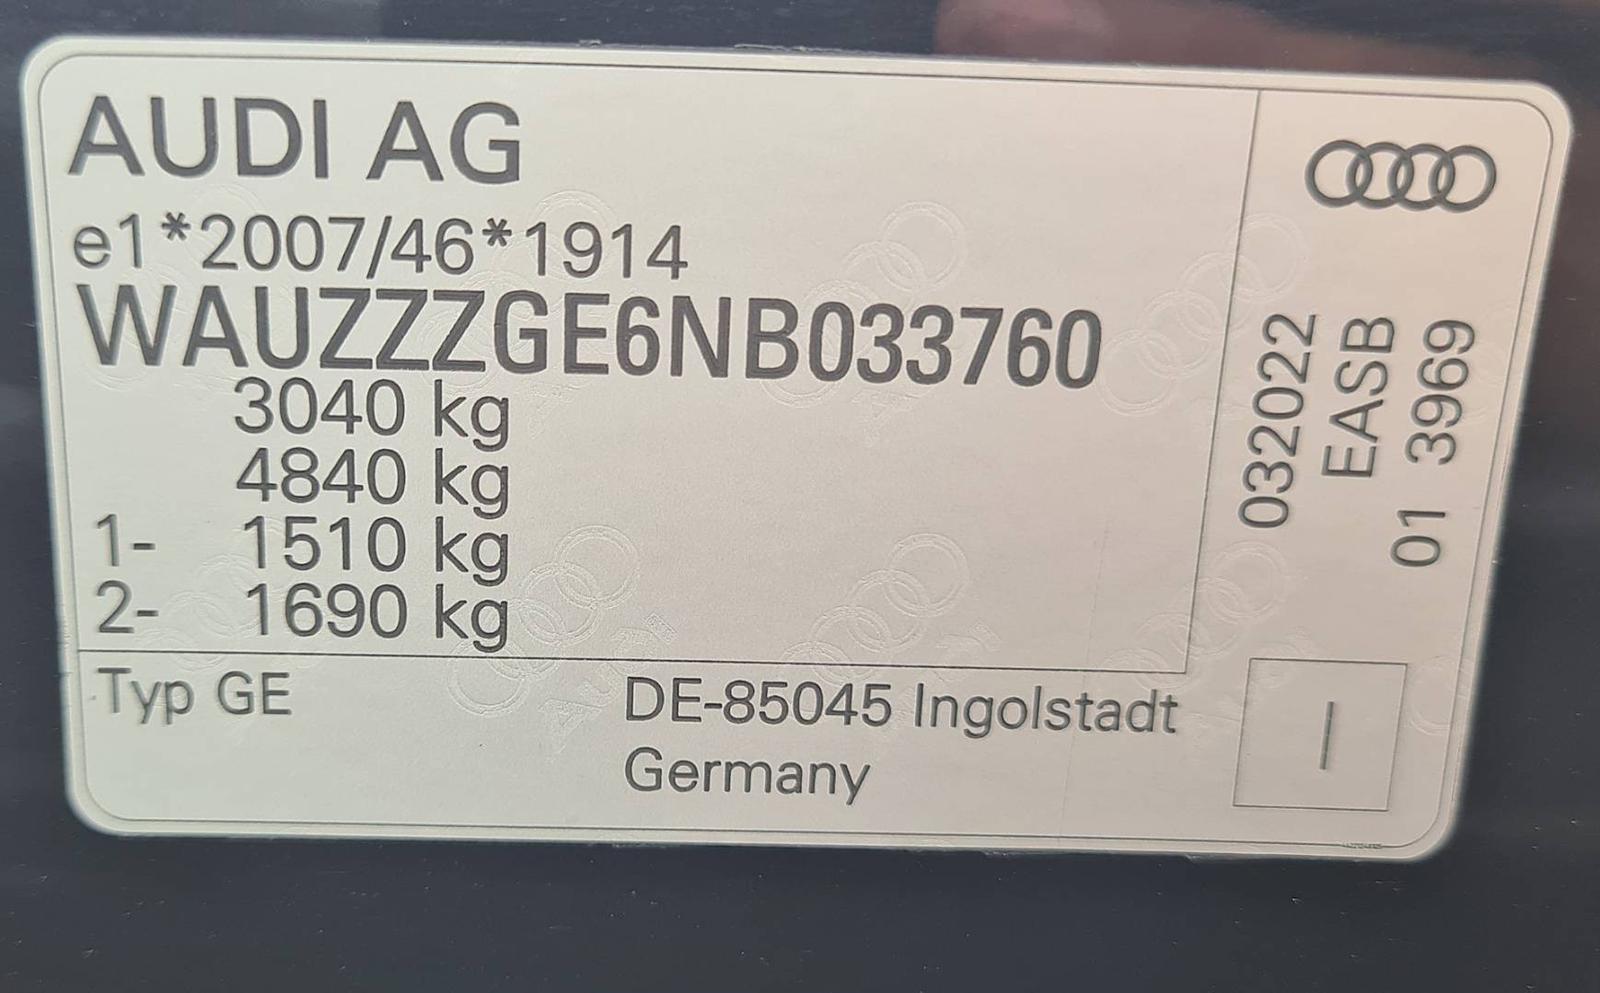 AUDI AG
e1*2007/46*1914
WAUZZZGE6NB033760
3040 kg
4840 kg
1- 1510 kg
2- 1690 kg
Typ GE
DE-85045 Ingolstadt
Germany
032022
EASB
01 3969
I